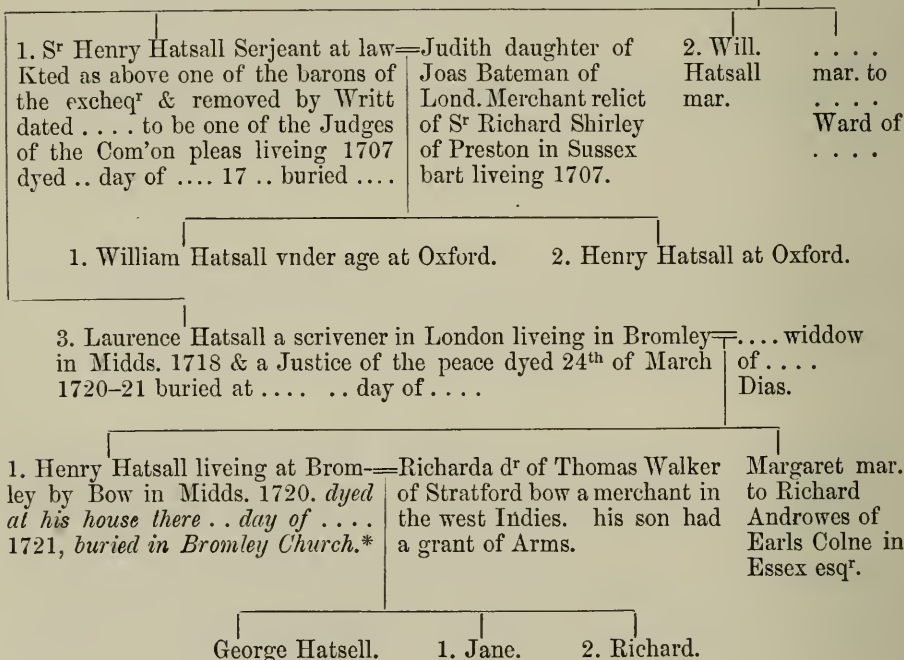 1. Sr Henry Hatsall Serjeant at law=Judith daughter of
Kted as above one of the barons of Joas Bateman of
the excheqr & removed by Writt Lond. Merchant relict
dated .... to be one of the Judges of Sr Richard Shirley
of the Com'on pleas liveing 1707 of Preston in Sussex
dyed .. day of .... 17 .. buried .... bart liveing 1707.
2. Will.
Hatsall
mar.
....
mar. to
....
Ward of
....
1. William Hatsall vnder age at Oxford. 2. Henry Hatsall at Oxford.
3. Laurence Hatsall a scrivener in London liveing in Bromley=....widdow
in Midds. 1718 & a Justice of the peace dyed 24th of March of ....
1720–21 buried at .... .. day of .... Dias.
1. Henry Hatsall liveing at Brom-=Richarda dr of Thomas Walker
ley by Bow in Midds. 1720. dyed of Stratford bow a merchant in
at his house there .. day of .... the west Indies. his son had
1721, buried in Bromley Church.* a grant of Arms.
Margaret mar.
to Richard
Androwes of
Earls Colne in
Essex esqr.
George Hatsell. 1. Jane. 2. Richard.